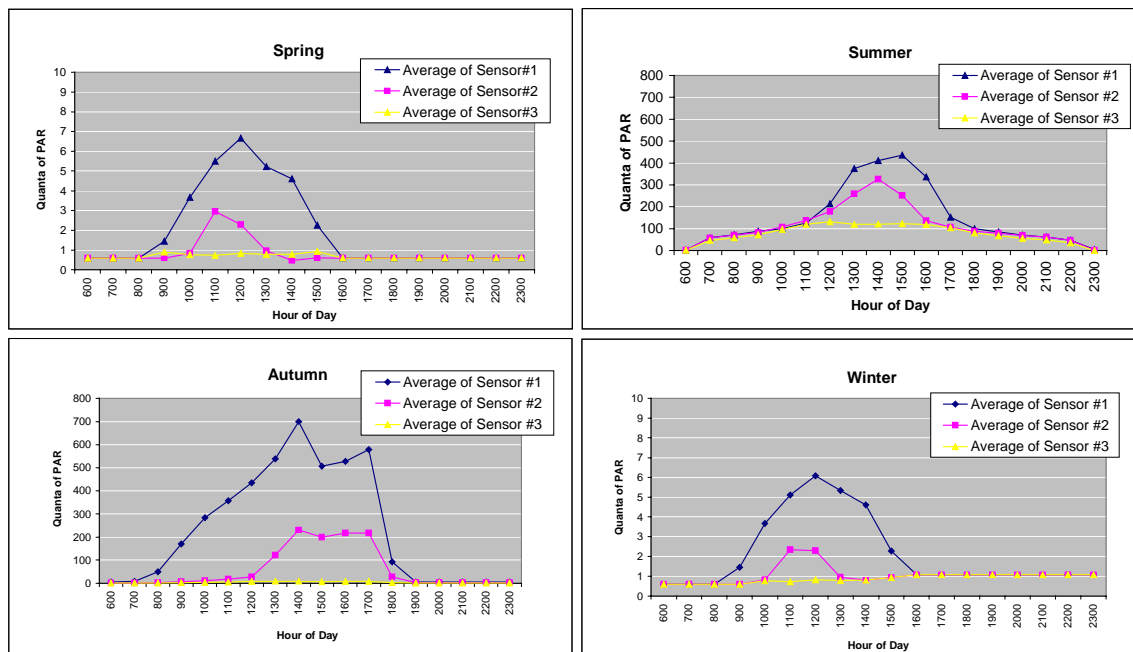 Spring
Average of Sensor#1
Average of Sensor#2
Average of Sensor#3
10
9
8
7
6
5
4
3
2
1
0
Quanta of PAR
600 700 800 900 1000 1100 1200 1300 1400 1500 1600 1700 1800 1900 2000 2100 2200 2300
Hour of Day
Summer
Average of Sensor #1
Average of Sensor #2
Average of Sensor #3
800
700
600
500
400
300
200
100
0
Quanta of PAR
600 700 800 900 1000 1100 1200 1300 1400 1500 1600 1700 1800 1900 2000 2100 2200 2300
Hour of Day
Autumn
Average of Sensor #1
Average of Sensor #2
Average of Sensor #3
800
700
600
500
400
300
200
100
0
Quanta of PAR
600 700 800 900 1000 1100 1200 1300 1400 1500 1600 1700 1800 1900 2000 2100 2200 2300
Hour of Day
Winter
Average of Sensor #1
Average of Sensor #2
Average of Sensor #3
10
9
8
7
6
5
4
3
2
1
0
Quanta of PAR
600 700 800 900 1000 1100 1200 1300 1400 1500 1600 1700 1800 1900 2000 2100 2200 2300
Hour of Day